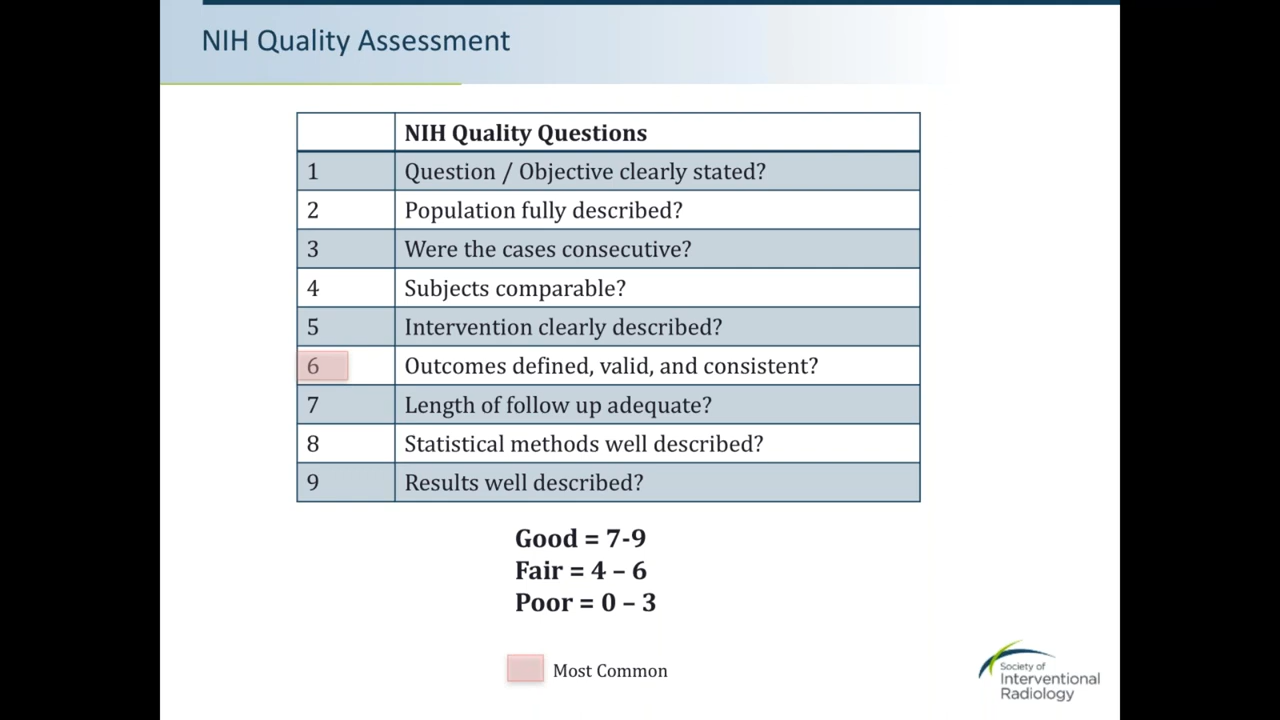 NIH Quality Assessment
NIH Quality Questions
1 Question / Objective clearly stated?
2 Population fully described?
3 Were the cases consecutive?
4 Subjects comparable?
5 Intervention clearly described?
6 Outcomes defined, valid, and consistent?
7 Length of follow up adequate?
8 Statistical methods well described?
9 Results well described?
Good = 7-9
Fair = 4 – 6
Poor = 0 – 3
Most Common
Society of
Interventional
Radiology